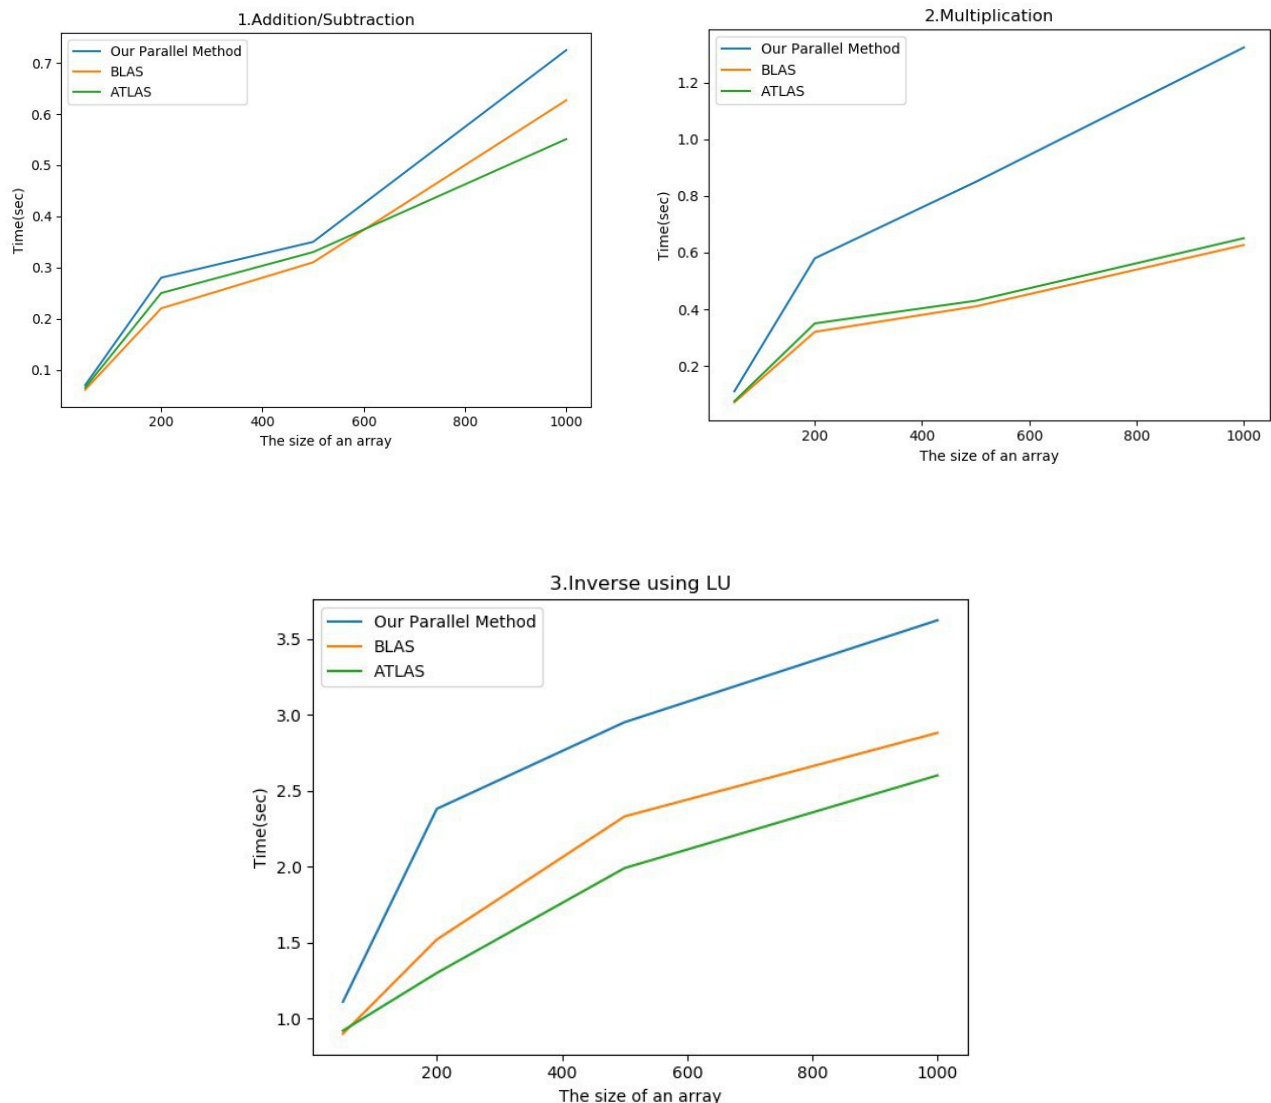 1.Addition/Subtraction
Our Parallel Method
BLAS
ATLAS
0.7
0.6
0.5
0.4
0.3
0.2
0.1
Time(sec)
200 400 600 800 1000
The size of an array
2.Multiplication
Our Parallel Method
BLAS
ATLAS
1.2
1.0
0.8
0.6
0.4
0.2
Time(sec)
200 400 600 800 1000
The size of an array
3.Inverse using LU
Our Parallel Method
BLAS
ATLAS
3.5
3.0
2.5
2.0
1.5
1.0
Time(sec)
200 400 600 800 1000
The size of an array